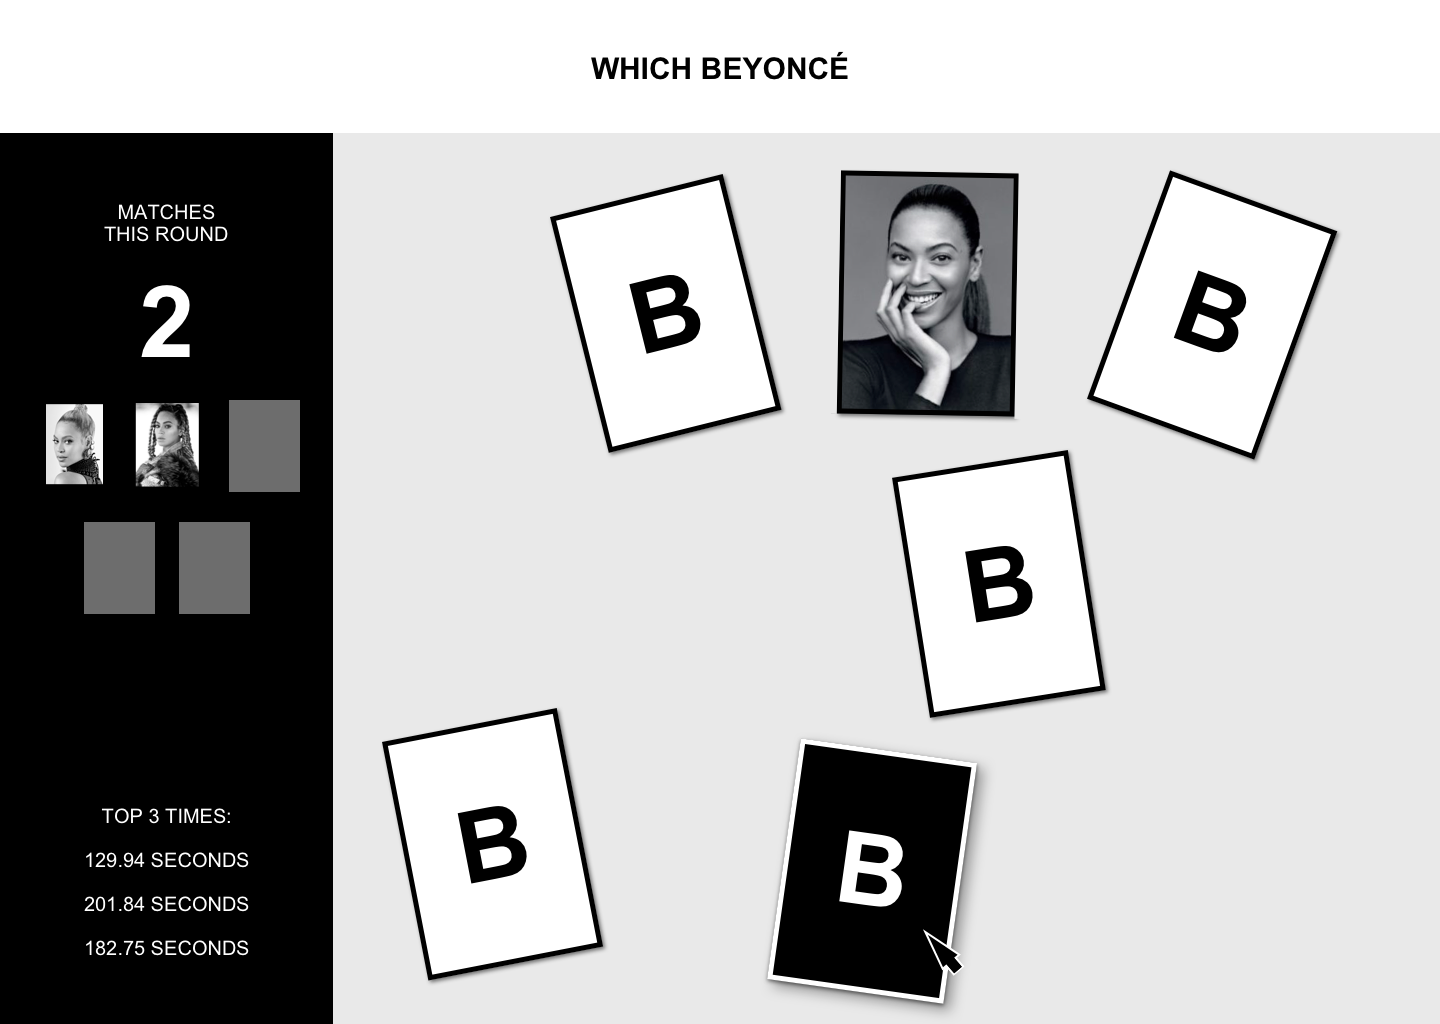 WHICH BEYONCÉ
MATCHES
THIS ROUND
2
TOP 3 TIMES:
129.94 SECONDS
201.84 SECONDS
182.75 SECONDS
B
B
B
B
B